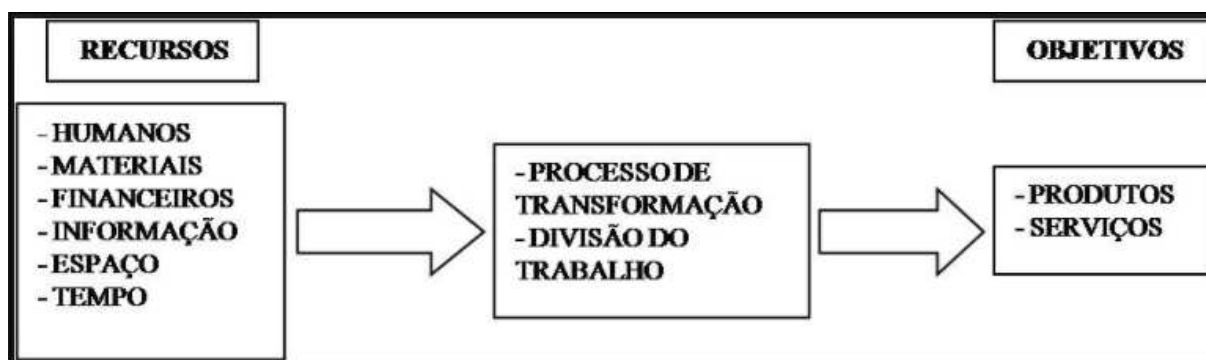 RECURSOS
- HUMANOS
- MATERIAIS
- FINANCEIROS
- INFORMAÇÃO
- ESPAÇO
- TEMPO
- PROCESSO DE
TRANSFORMAÇÃO
- DIVISÃO DO
TRABALHO
OBJETIVOS
- PRODUTOS
- SERVIÇOS